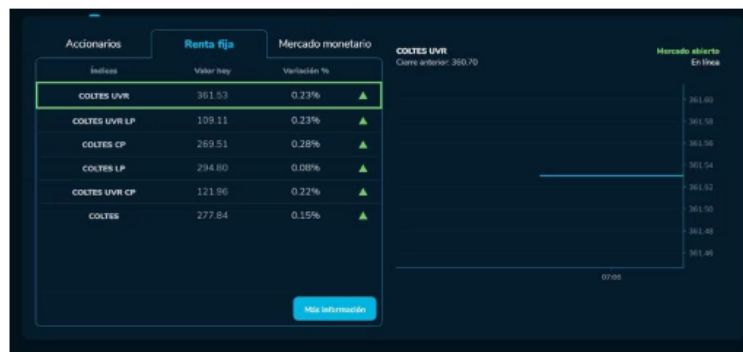 Accionarios Renta fija Mercado monetario
Índices Valor hoy Variación %
COLTES UVR 361.53 0.23%
COLTES UVR LP 109.11 0.23%
COLTES CP 269.51 0.28%
COLTES LP 294.80 0.08%
COLTES UVR CP 121.96 0.22%
COLTES 277.84 0.15%
Más información
COLTES UVR
Cierre anterior: 360,70
Mercado abierto
En línea
361,60
361,58
361,56
361,54
361,52
361,50
361,48
361,46
07:05